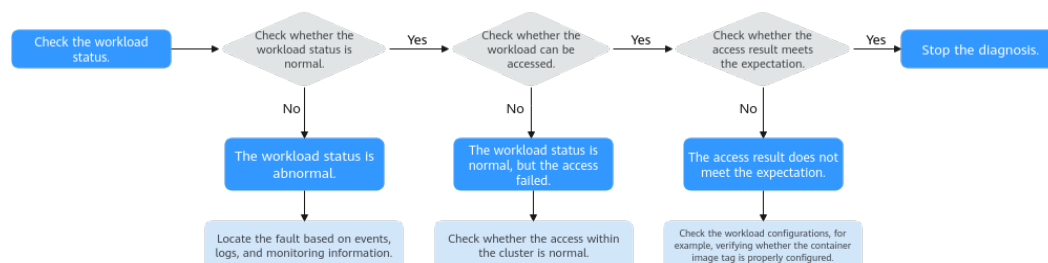 Check the workload
status.
Check whether the
workload status is
normal.
Yes
Check whether the
workload can be
accessed.
Yes
Check whether the
access result meets
the expectation.
Yes
Stop the diagnosis.
No
No
No
The workload status is
abnormal.
The workload status is
normal, but the access
failed.
The access result does not
meet the expectation.
Locate the fault based on events,
logs, and monitoring information.
Check whether the access within
the cluster is normal.
Check the workload configurations, for
example, verifying whether the container
image tag is properly configured.